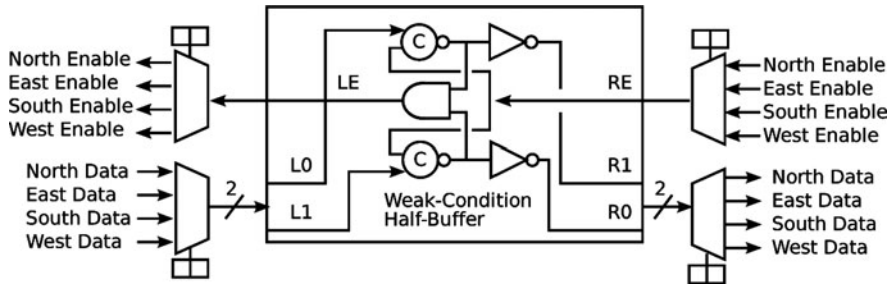 North Enable
East Enable
South Enable
West Enable
North Data
East Data
South Data
West Data
2
LE
L0
L1
C
C
Weak-Condition
Half-Buffer
RE
R1
R0
2
North Enable
East Enable
South Enable
West Enable
North Data
East Data
South Data
West Data